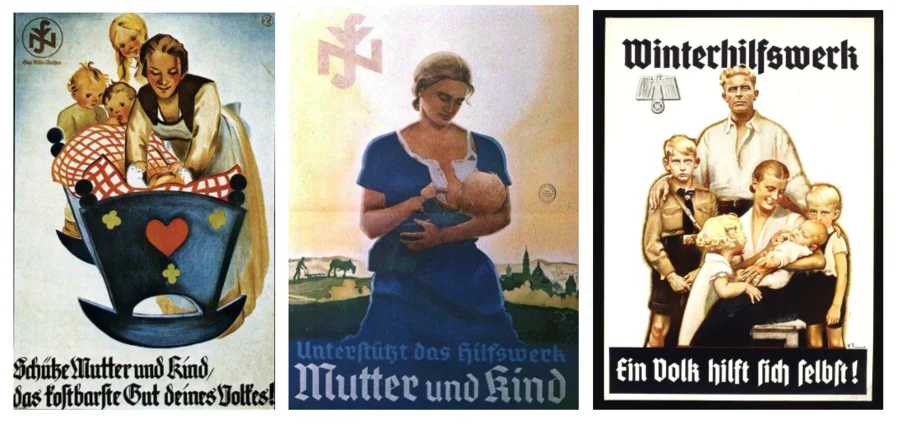 Schütze Mutter und Kind,
das kostbarste Gut deines Volkes!
Unterstützt das Hilfswerk
Mutter und Kind
Winterhilfswerk
Ein Volk hilft sich selbst!